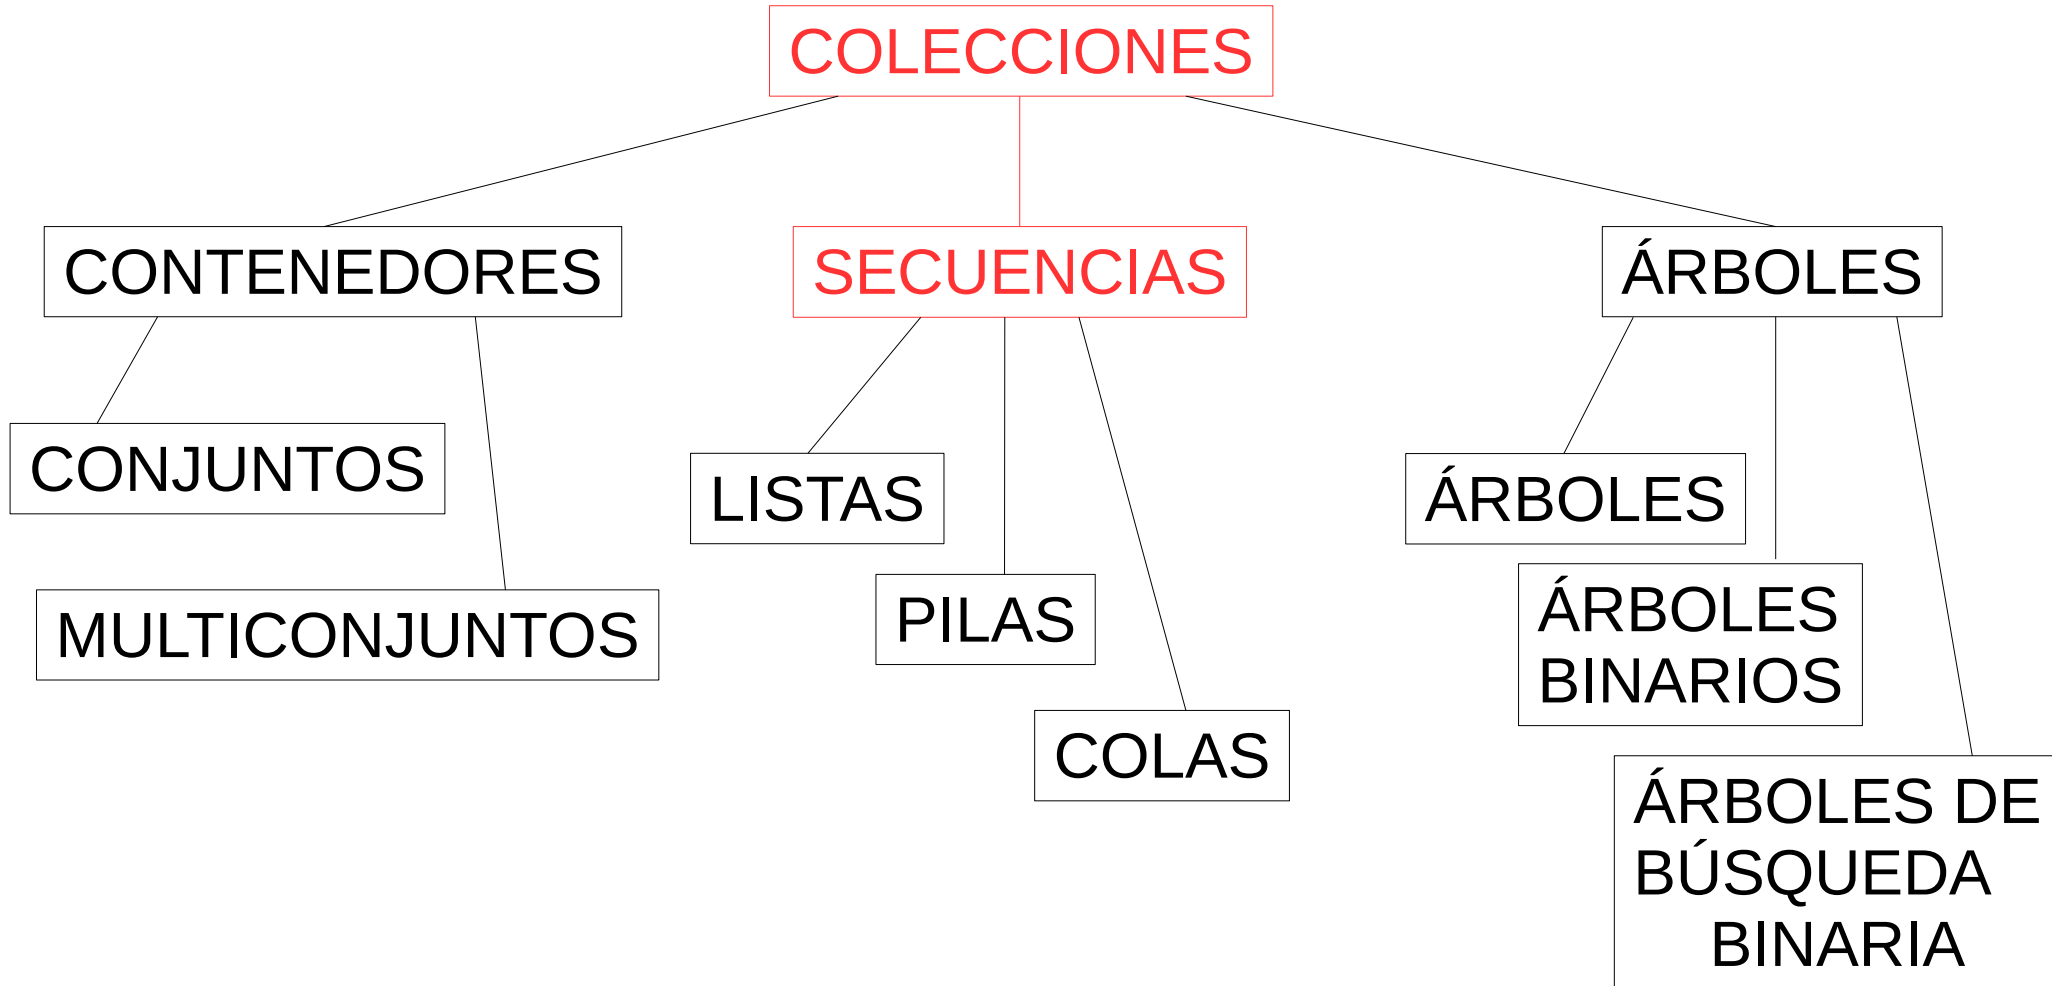 COLECCIONES
CONTENEDORES
SECUENCIAS
ÁRBOLES
CONJUNTOS
MULTICONJUNTOS
LISTAS
PILAS
COLAS
ÁRBOLES
ÁRBOLES
BINARIOS
ÁRBOLES DE
BÚSQUEDA
BINARIA